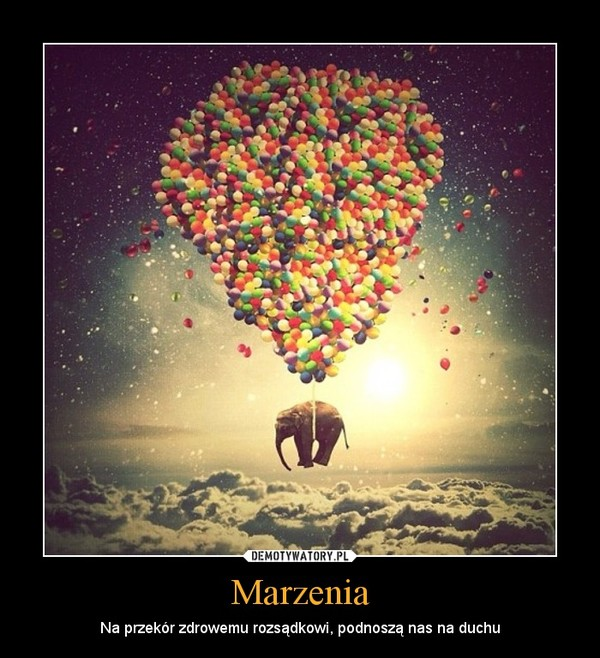 DEMOTYWATORY.PL
Marzenia
Na przekór zdrowemu rozsądkowi, podnoszą nas na duchu